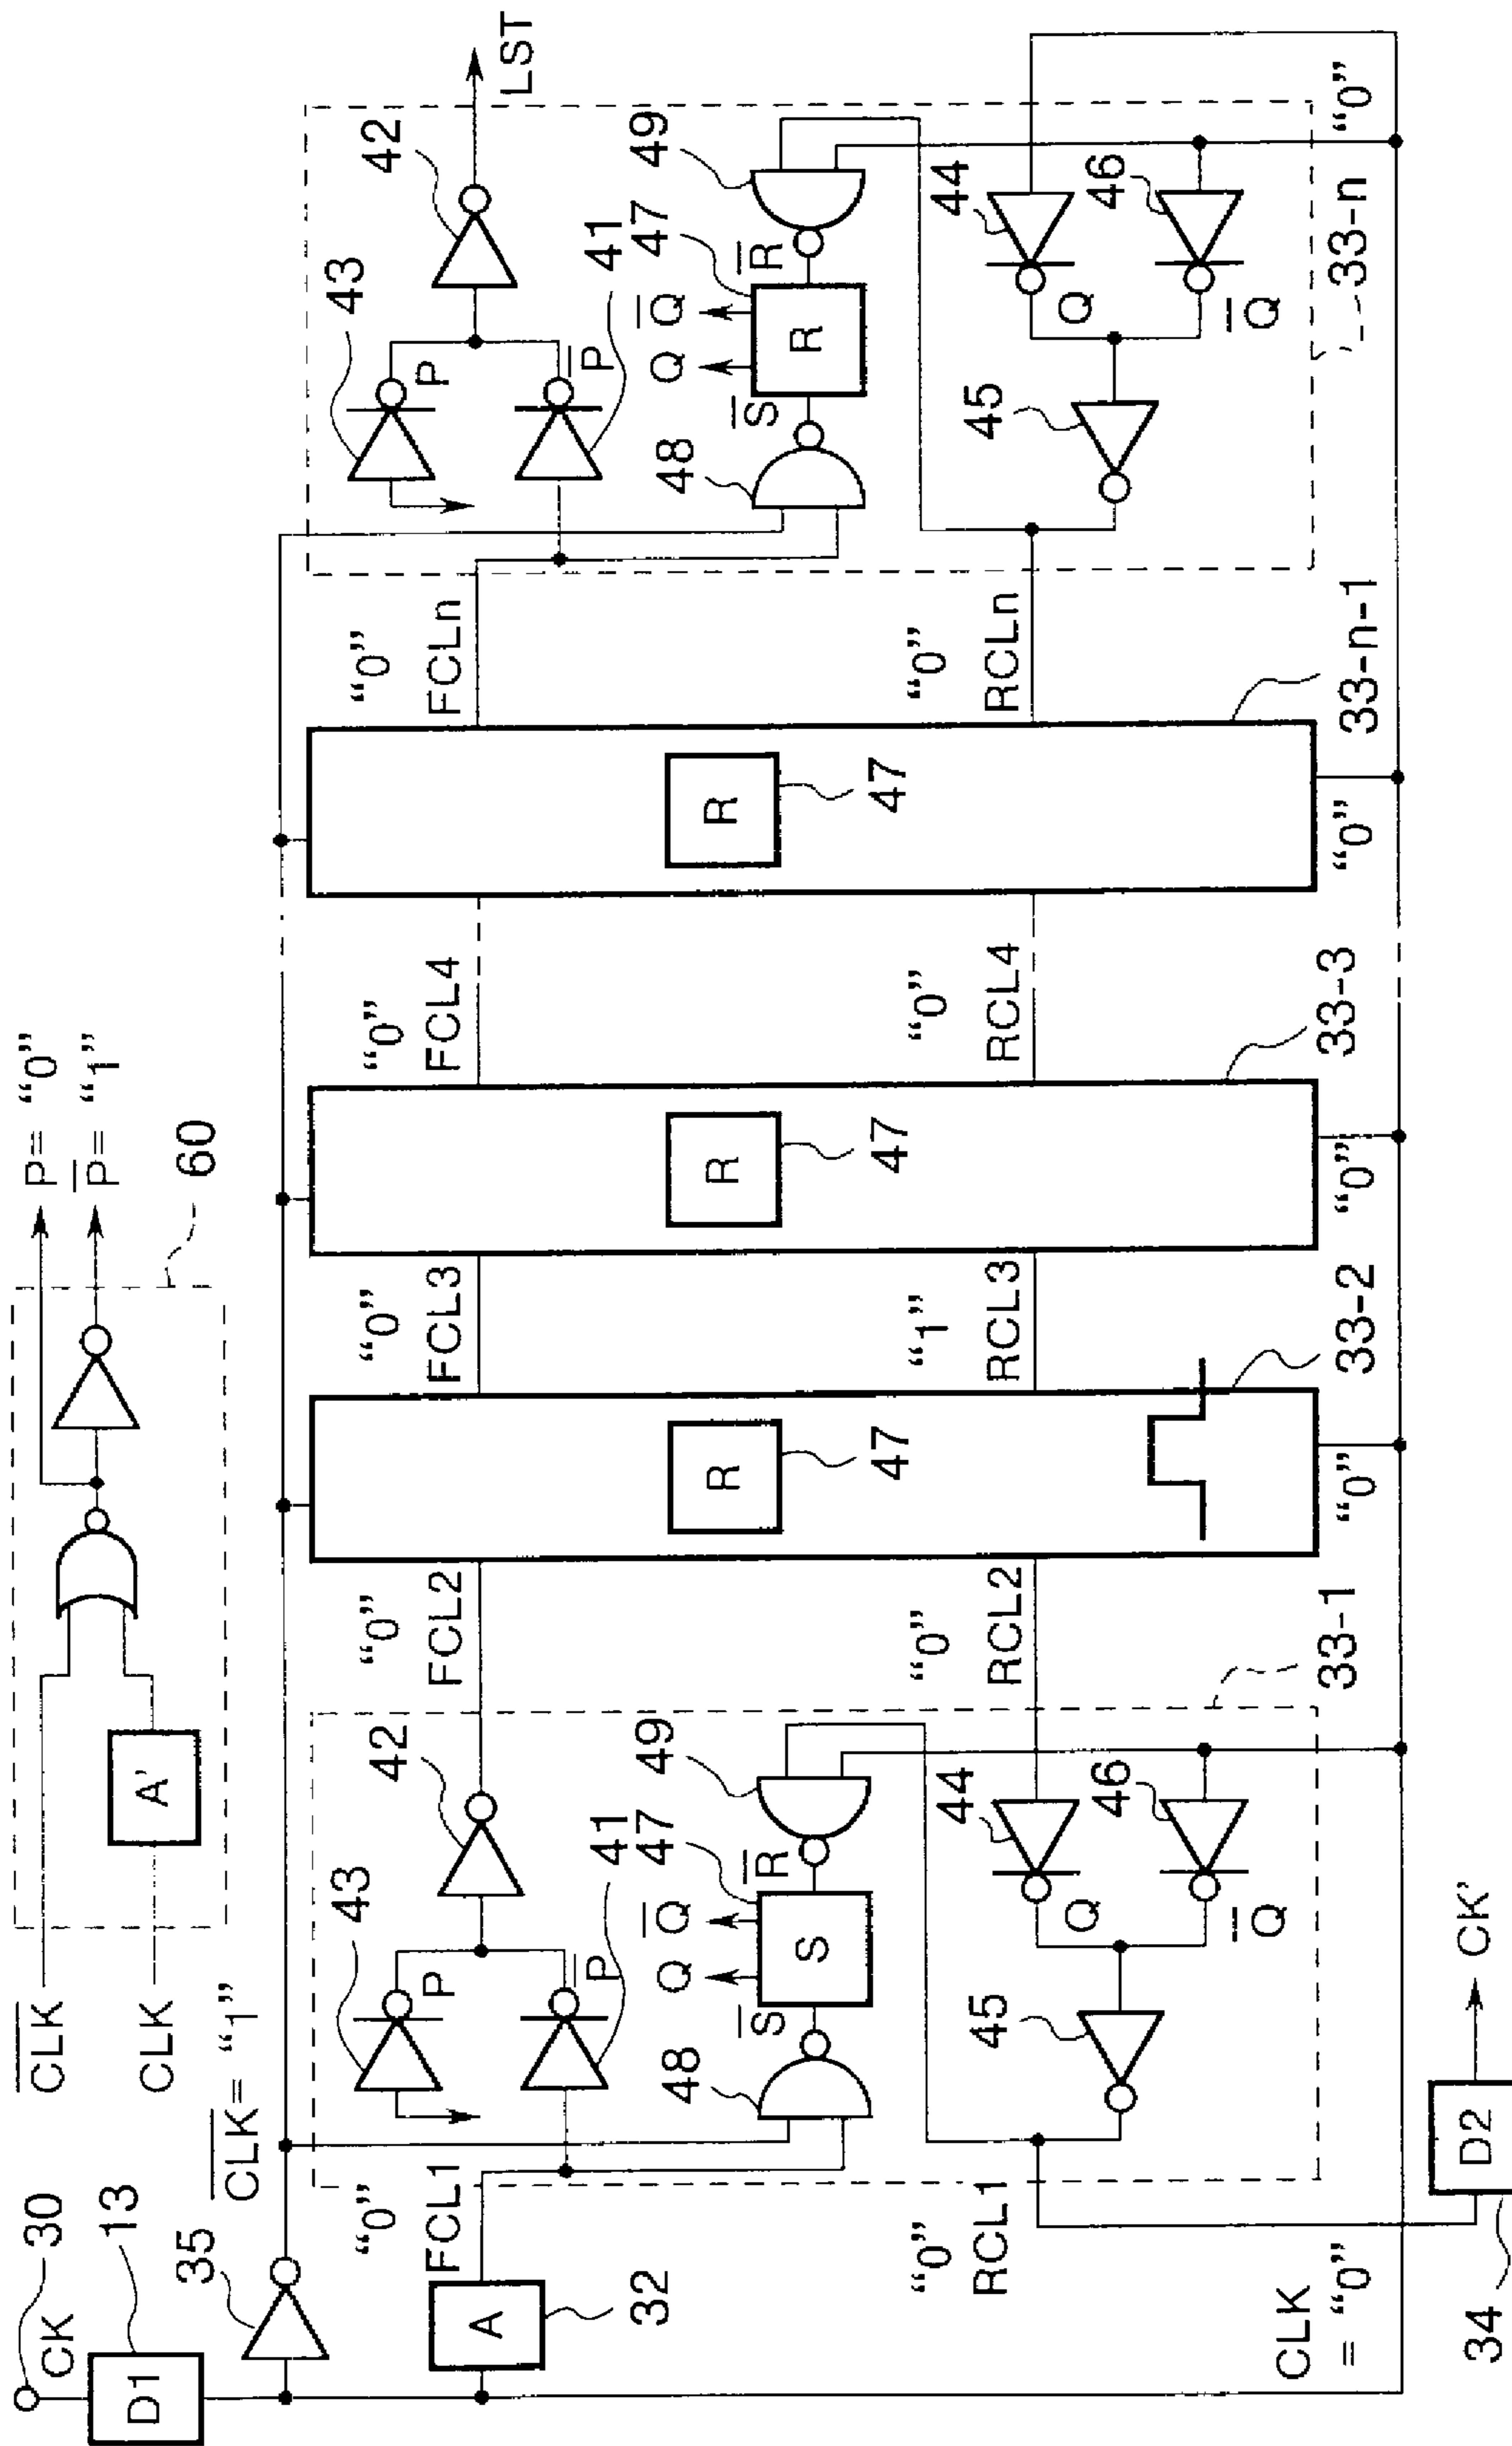 30
CK
13
D1
35
CLK = “1”
CLK
CLK
A'
60
P= “0”
P= “1”
A
32
“0”
FCL1
43
P
P
42
41
47
Q
Q
S
S
R
48
49
44
Q
46
Q
45
“0”
RCL1
33-1
“0”
FCL2
“0”
RCL2
R
47
“0”
33-2
“0”
FCL3
“1”
RCL3
R
47
“0”
33-3
“0”
FCL4
“0”
RCL4
R
47
“0”
33-n-1
“0”
FCLn
“0”
RCLn
43
P
P
42
LST
41
47
Q
Q
S
R
R
48
49
44
Q
46
Q
45
“0”
33-n
CLK
= “0”
34
D2
CK'